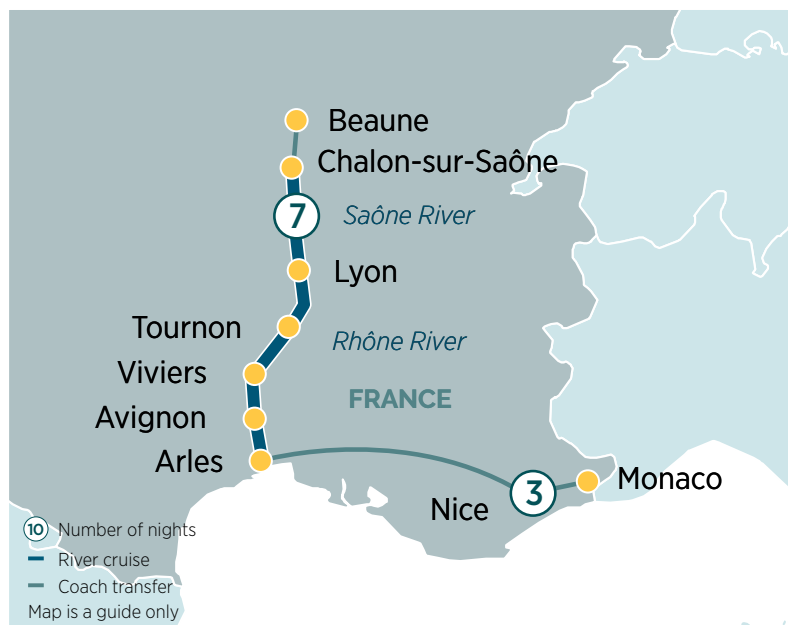 Beaune
Chalon-sur-Saône
7
Saône River
Lyon
Tournon
Rhône River
Viviers
FRANCE
Avignon
Arles
Monaco
3
Nice
10 Number of nights
River cruise
Coach transfer
Map is a guide only